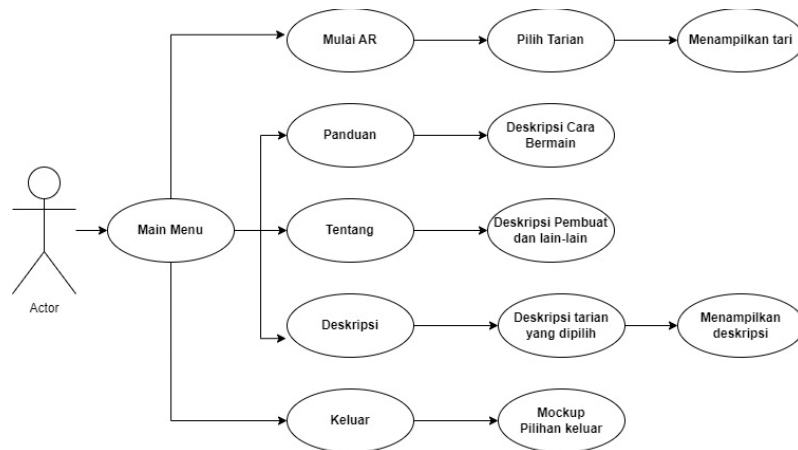 Mulai AR
Pilih Tarian
Menampilkan tari
Panduan
Deskripsi Cara
Bermain
Actor
Main Menu
Tentang
Deskripsi Pembuat
dan lain-lain
Deskripsi
Deskripsi tarian
yang dipilih
Menampilkan
deskripsi
Keluar
Mockup
Pilihan keluar